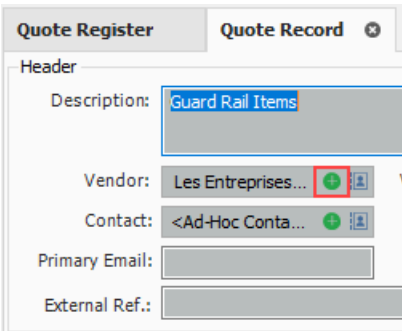 Quote Register
Quote Record
Header
Description: Guard Rail Items
Vendor: Les Entreprises...
Contact: <Ad-Hoc Conta...
Primary Email:
External Ref.: